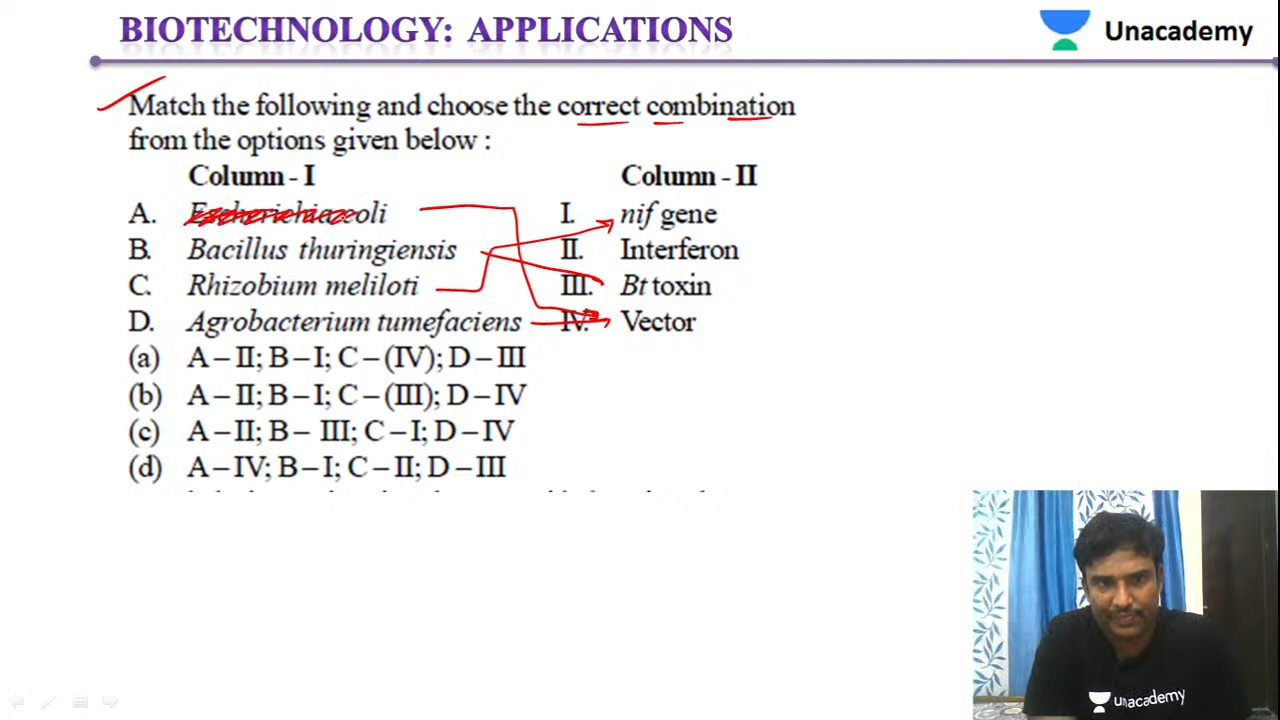 BIOTECHNOLOGY: APPLICATIONS
Unacademy
Match the following and choose the correct combination
from the options given below :
Column - I Column - II
A. Escherichia coli I. nif gene
B. Bacillus thuringiensis II. Interferon
C. Rhizobium meliloti III. Bt toxin
D. Agrobacterium tumefaciens IV. Vector
(a) A – II; B – I; C – (IV); D – III
(b) A – II; B – I; C – (III); D – IV
(c) A – II; B – III; C – I; D – IV
(d) A – IV; B – I; C – II; D – III
unacademy